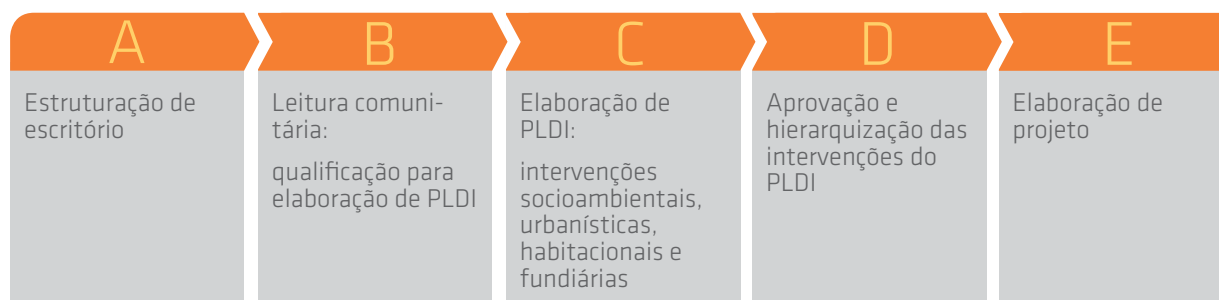 A
B
C
D
E
Estruturação de
escritório
Leitura comuni-
tária:
qualificação para
elaboração de PLDI
Elaboração de
PLDI:
intervenções
socioambientais,
urbanísticas,
habitacionais e
fundiárias
Aprovação e
hierarquização das
intervenções do
PLDI
Elaboração de
projeto